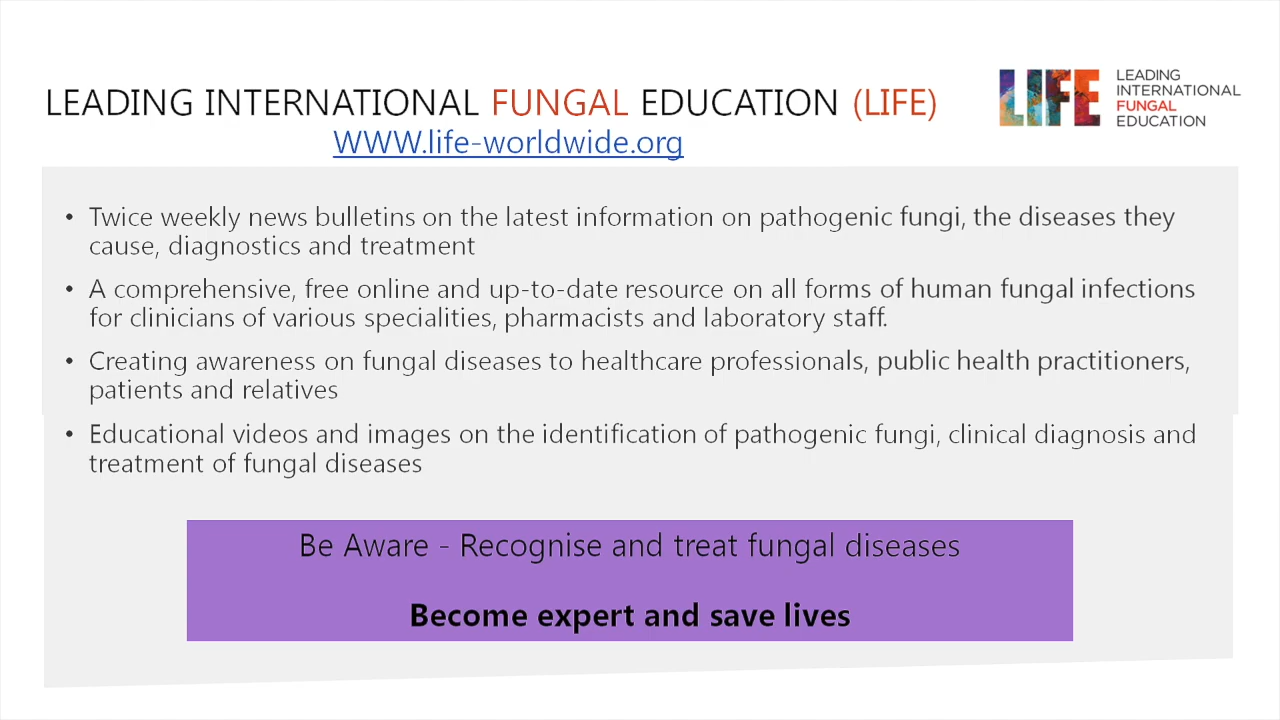 LEADING INTERNATIONAL FUNGAL EDUCATION (LIFE)
WWW.life-worldwide.org
LIFE
LEADING
INTERNATIONAL
FUNGAL
EDUCATION
• Twice weekly news bulletins on the latest information on pathogenic fungi, the diseases they
cause, diagnostics and treatment
• A comprehensive, free online and up-to-date resource on all forms of human fungal infections
for clinicians of various specialities, pharmacists and laboratory staff.
• Creating awareness on fungal diseases to healthcare professionals, public health practitioners,
patients and relatives
• Educational videos and images on the identification of pathogenic fungi, clinical diagnosis and
treatment of fungal diseases
Be Aware - Recognise and treat fungal diseases
Become expert and save lives